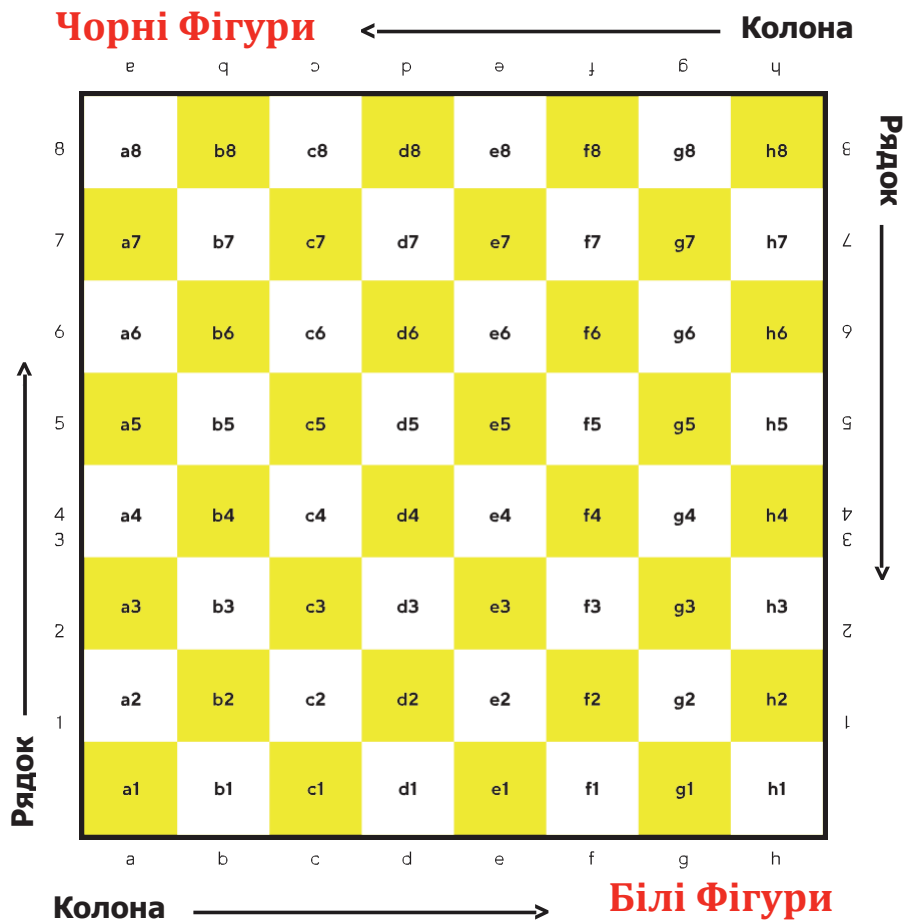 Чорні Фігури Колона
a b c d e f g h
8 a8 b8 c8 d8 e8 f8 g8 h8 8
Рядок
7 a7 b7 c7 d7 e7 f7 g7 h7 7
6 a6 b6 c6 d6 e6 f6 g6 h6 6
5 a5 b5 c5 d5 e5 f5 g5 h5 5
4 a4 b4 c4 d4 e4 f4 g4 h4 4
3 3
a3 b3 c3 d3 e3 f3 g3 h3
2 2
a2 b2 c2 d2 e2 f2 g2 h2
1 1
Рядок
a1 b1 c1 d1 e1 f1 g1 h1
a b c d e f g h
Колона Білі Фігури